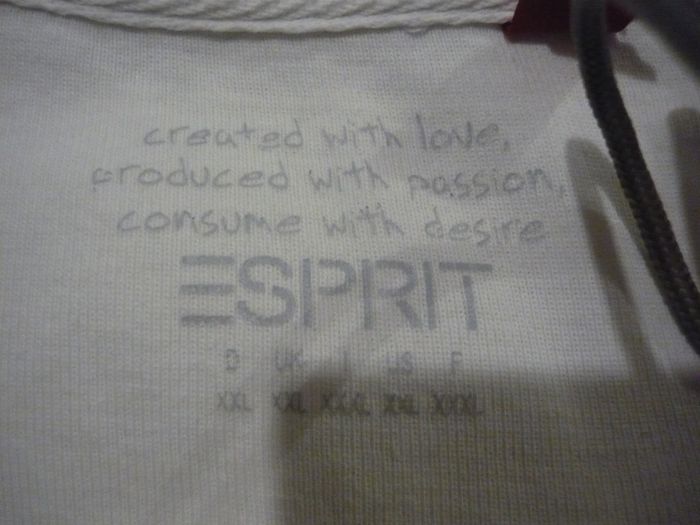 created with love,
produced with passion,
consume with desire
ESPRIT
D UK I US F
XXL XXL XXXL XXL XXXL